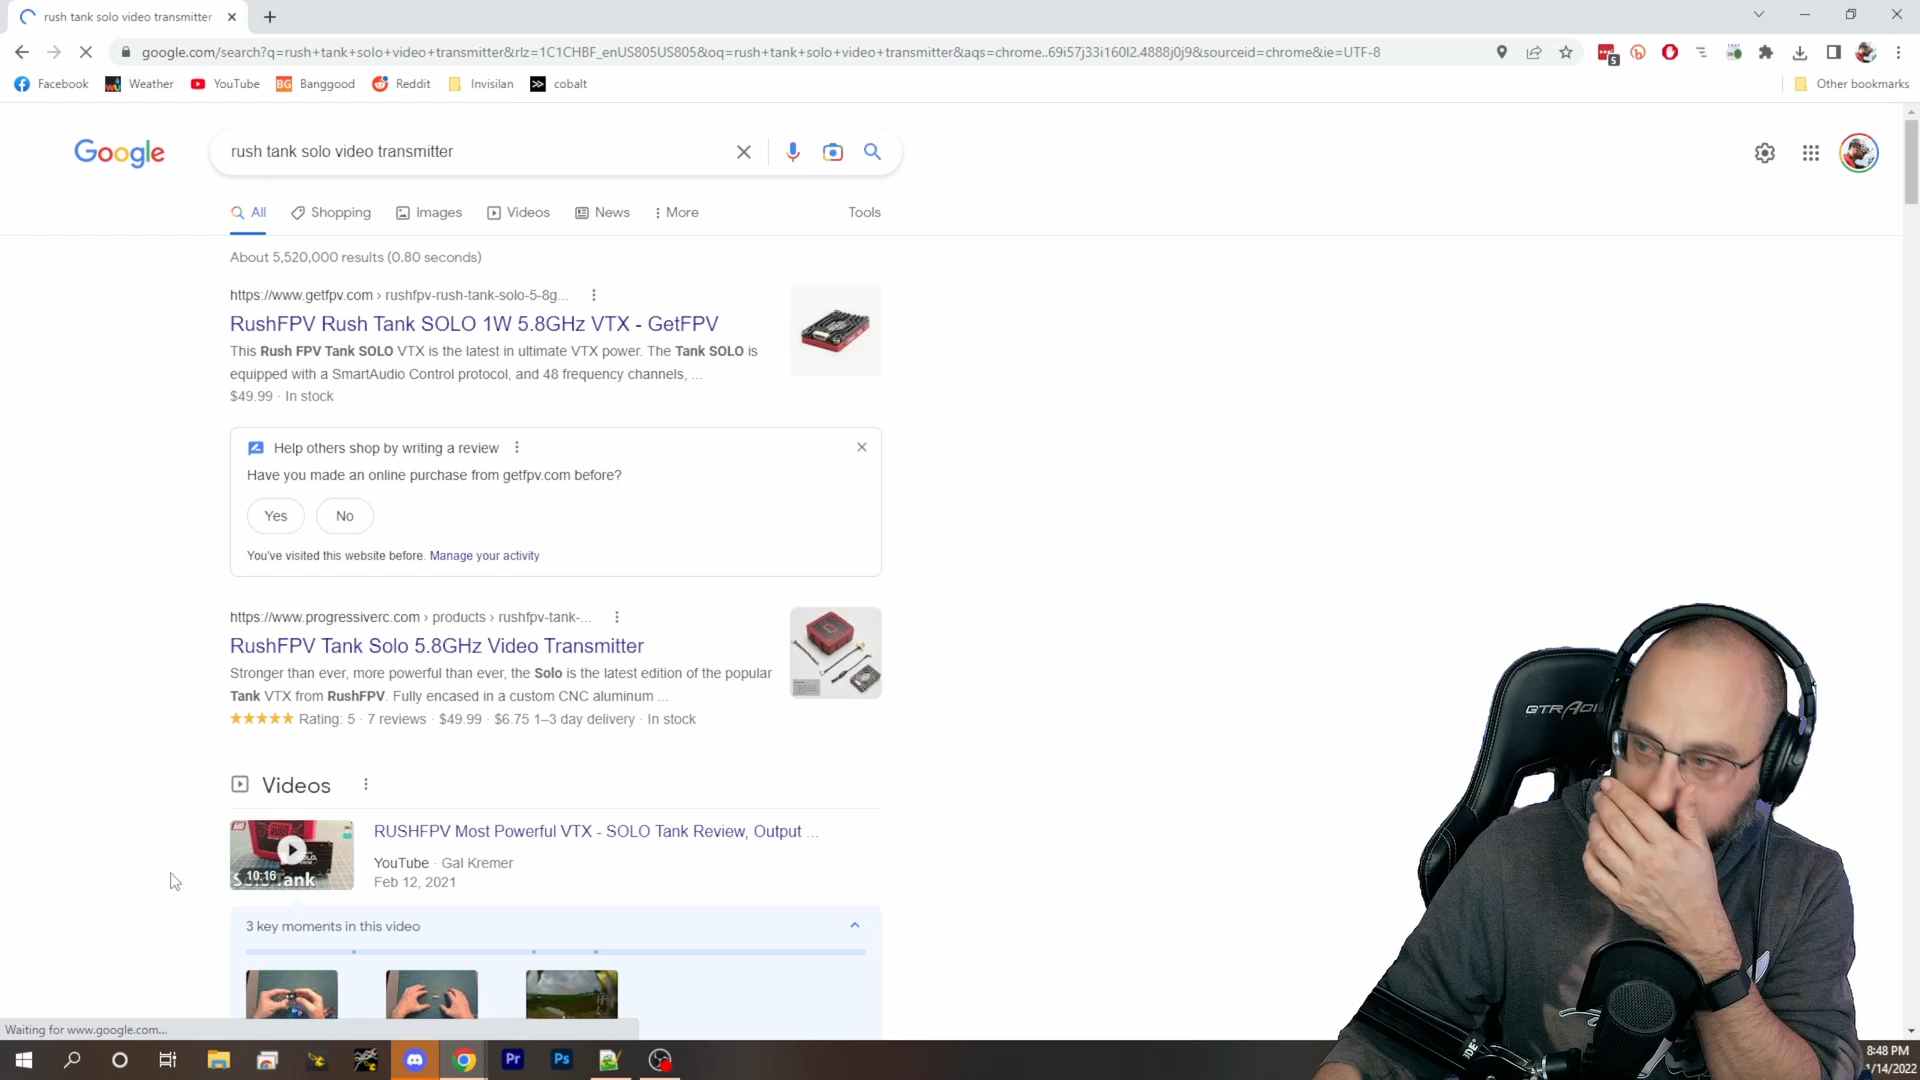 rush tank solo video transmitter
google.com/search?q=rush+tank+solo+video+transmitter&rlz=1C1CHBF_enUS805US805&oq=rush+tank+solo+video+transmitter&aqs=chrome..69i57j33i160l2.4888j0j9&sourceid=chrome&ie=UTF-8
5
Facebook Weather YouTube BG Banggood Reddit Invisilan cobalt Other bookmarks
Google rush tank solo video transmitter
All Shopping Images Videos News More Tools
About 5,520,000 results (0.80 seconds)
https://www.getfpv.com › rushfpv-rush-tank-solo-5-8g...
RushFPV Rush Tank SOLO 1W 5.8GHz VTX - GetFPV
This Rush FPV Tank SOLO VTX is the latest in ultimate VTX power. The Tank SOLO is
equipped with a SmartAudio Control protocol, and 48 frequency channels, ...
$49.99 · In stock
Help others shop by writing a review
Have you made an online purchase from getfpv.com before?
Yes No
You've visited this website before. Manage your activity
https://www.progressiverc.com › products › rushfpv-tank-...
RushFPV Tank Solo 5.8GHz Video Transmitter
Stronger than ever, more powerful than ever, the Solo is the latest edition of the popular
Tank VTX from RushFPV. Fully encased in a custom CNC aluminum ...
Rating: 5 · 7 reviews · $49.99 · $6.75 1–3 day delivery · In stock
Videos
RUSHFPV Most Powerful VTX - SOLO Tank Review, Output ...
YouTube · Gal Kremer
Feb 12, 2021
10:16
Tank
3 key moments in this video
Waiting for www.google.com...
Pr Ps
8:48 PM
1/14/2022